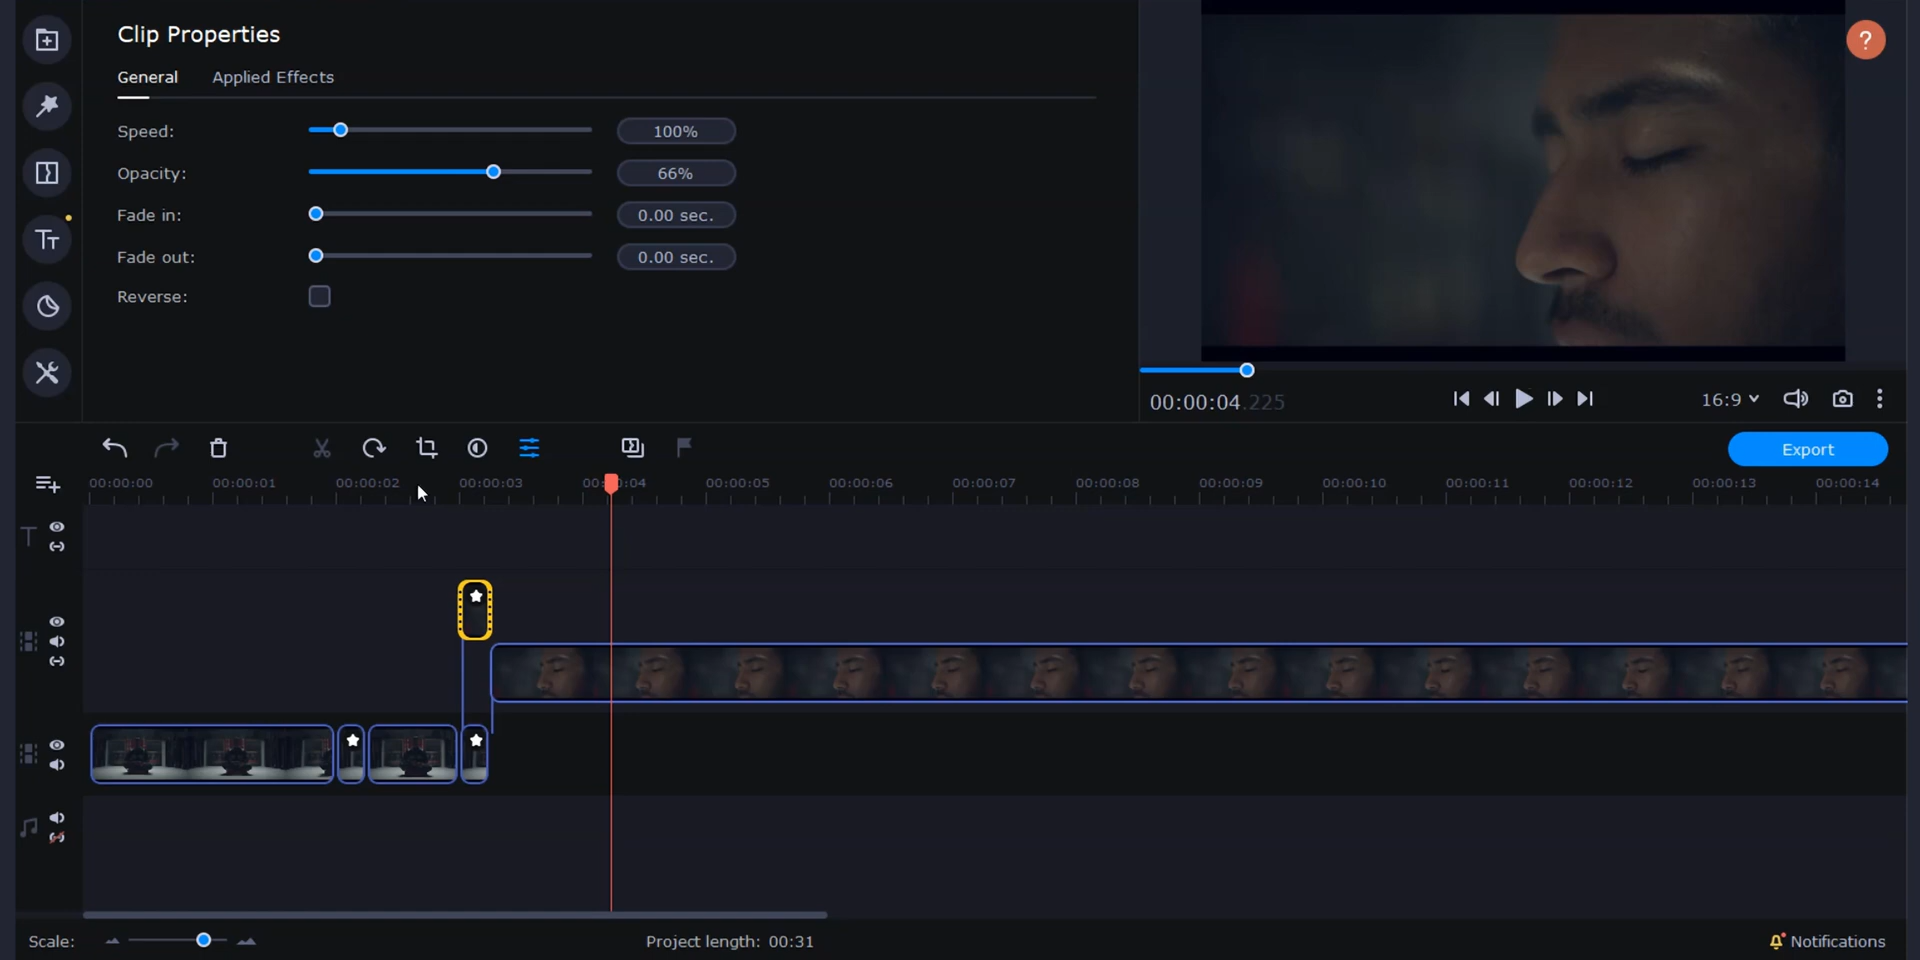 Clip Properties
?
General Applied Effects
Speed: 100%
Opacity: 66%
Fade in: 0.00 sec.
Fade out: 0.00 sec.
Reverse:
00:00:04.225 16:9
Export
00:00:00 00:00:01 00:00:02 00:00:03 00:00:04 00:00:05 00:00:06 00:00:07 00:00:08 00:00:09 00:00:10 00:00:11 00:00:12 00:00:13 00:00:14
Scale: Project length: 00:31 Notifications